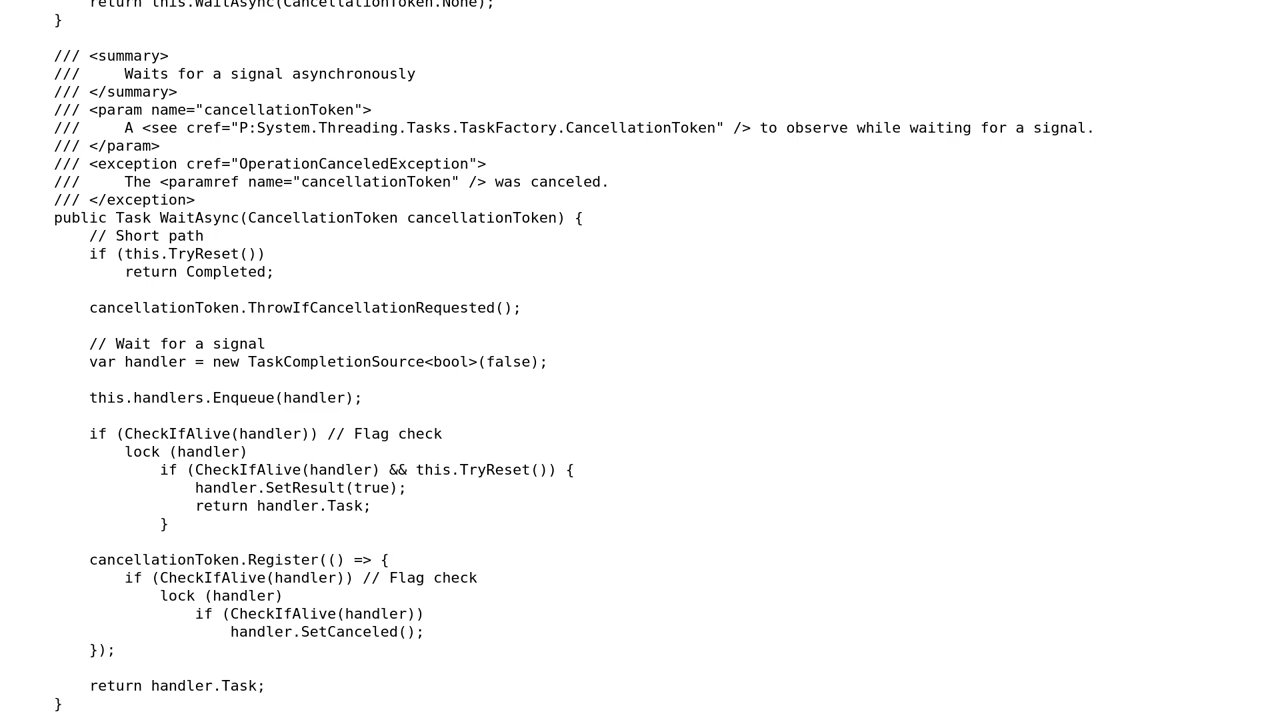 return this.WaitAsync(CancellationToken.None);
}
/// <summary>
///     Waits for a signal asynchronously
/// </summary>
/// <param name="cancellationToken">
///     A <see cref="P:System.Threading.Tasks.TaskFactory.CancellationToken" /> to observe while waiting for a signal.
/// </param>
/// <exception cref="OperationCanceledException">
///     The <paramref name="cancellationToken" /> was canceled.
/// </exception>
public Task WaitAsync(CancellationToken cancellationToken) {
    // Short path
    if (this.TryReset())
        return Completed;

    cancellationToken.ThrowIfCancellationRequested();

    // Wait for a signal
    var handler = new TaskCompletionSource<bool>(false);

    this.handlers.Enqueue(handler);

    if (CheckIfAlive(handler)) // Flag check
        lock (handler)
            if (CheckIfAlive(handler) && this.TryReset()) {
                handler.SetResult(true);
                return handler.Task;
            }

    cancellationToken.Register(() => {
        if (CheckIfAlive(handler)) // Flag check
            lock (handler)
                if (CheckIfAlive(handler))
                    handler.SetCanceled();
    });

    return handler.Task;
}